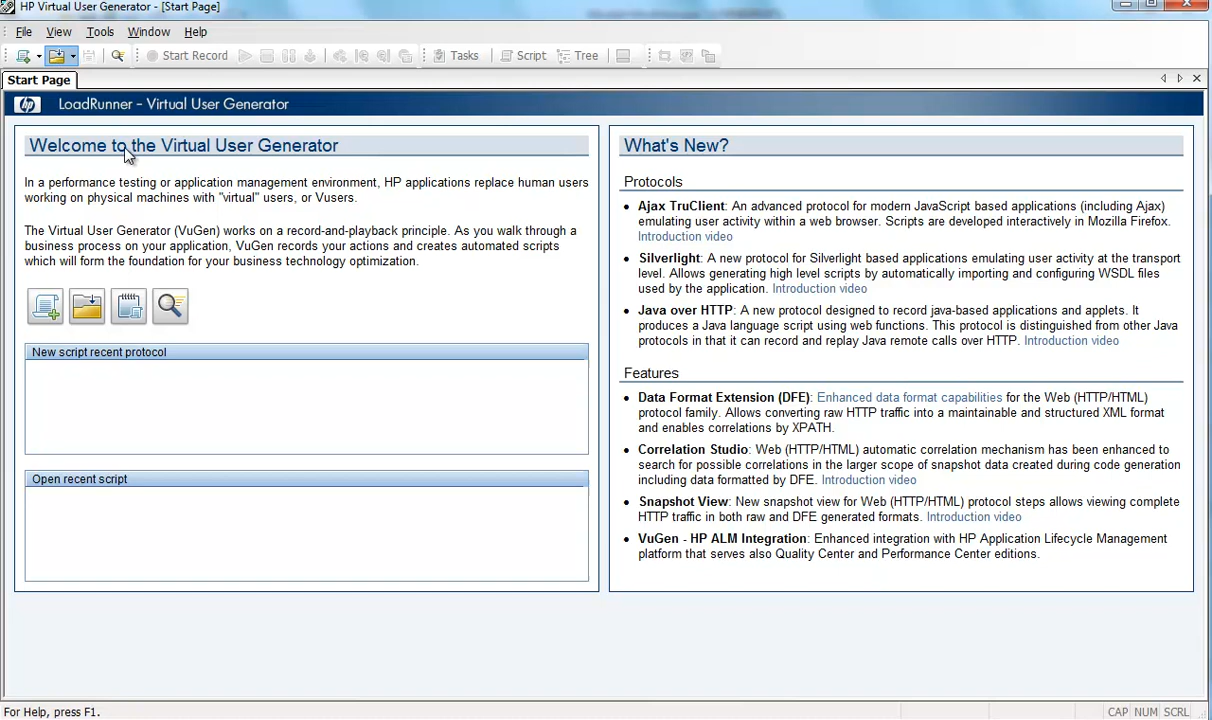 HP Virtual User Generator - [Start Page]
File View Tools Window Help
Start Record Tasks Script Tree
Start Page
hp LoadRunner - Virtual User Generator
Welcome to the Virtual User Generator
In a performance testing or application management environment, HP applications replace human users
working on physical machines with "virtual" users, or Vusers.
The Virtual User Generator (VuGen) works on a record-and-playback principle. As you walk through a
business process on your application, VuGen records your actions and creates automated scripts
which will form the foundation for your business technology optimization.
New script recent protocol
Open recent script
What's New?
Protocols
Ajax TruClient: An advanced protocol for modern JavaScript based applications (including Ajax)
emulating user activity within a web browser. Scripts are developed interactively in Mozilla Firefox.
Introduction video
Silverlight: A new protocol for Silverlight based applications emulating user activity at the transport
level. Allows generating high level scripts by automatically importing and configuring WSDL files
used by the application. Introduction video
Java over HTTP: A new protocol designed to record java-based applications and applets. It
produces a Java language script using web functions. This protocol is distinguished from other Java
protocols in that it can record and replay Java remote calls over HTTP. Introduction video
Features
Data Format Extension (DFE): Enhanced data format capabilities for the Web (HTTP/HTML)
protocol family. Allows converting raw HTTP traffic into a maintainable and structured XML format
and enables correlations by XPATH.
Correlation Studio: Web (HTTP/HTML) automatic correlation mechanism has been enhanced to
search for possible correlations in the larger scope of snapshot data created during code generation
including data formatted by DFE. Introduction video
Snapshot View: New snapshot view for Web (HTTP/HTML) protocol steps allows viewing complete
HTTP traffic in both raw and DFE generated formats. Introduction video
VuGen - HP ALM Integration: Enhanced integration with HP Application Lifecycle Management
platform that serves also Quality Center and Performance Center editions.
For Help, press F1.
CAP NUM SCRL